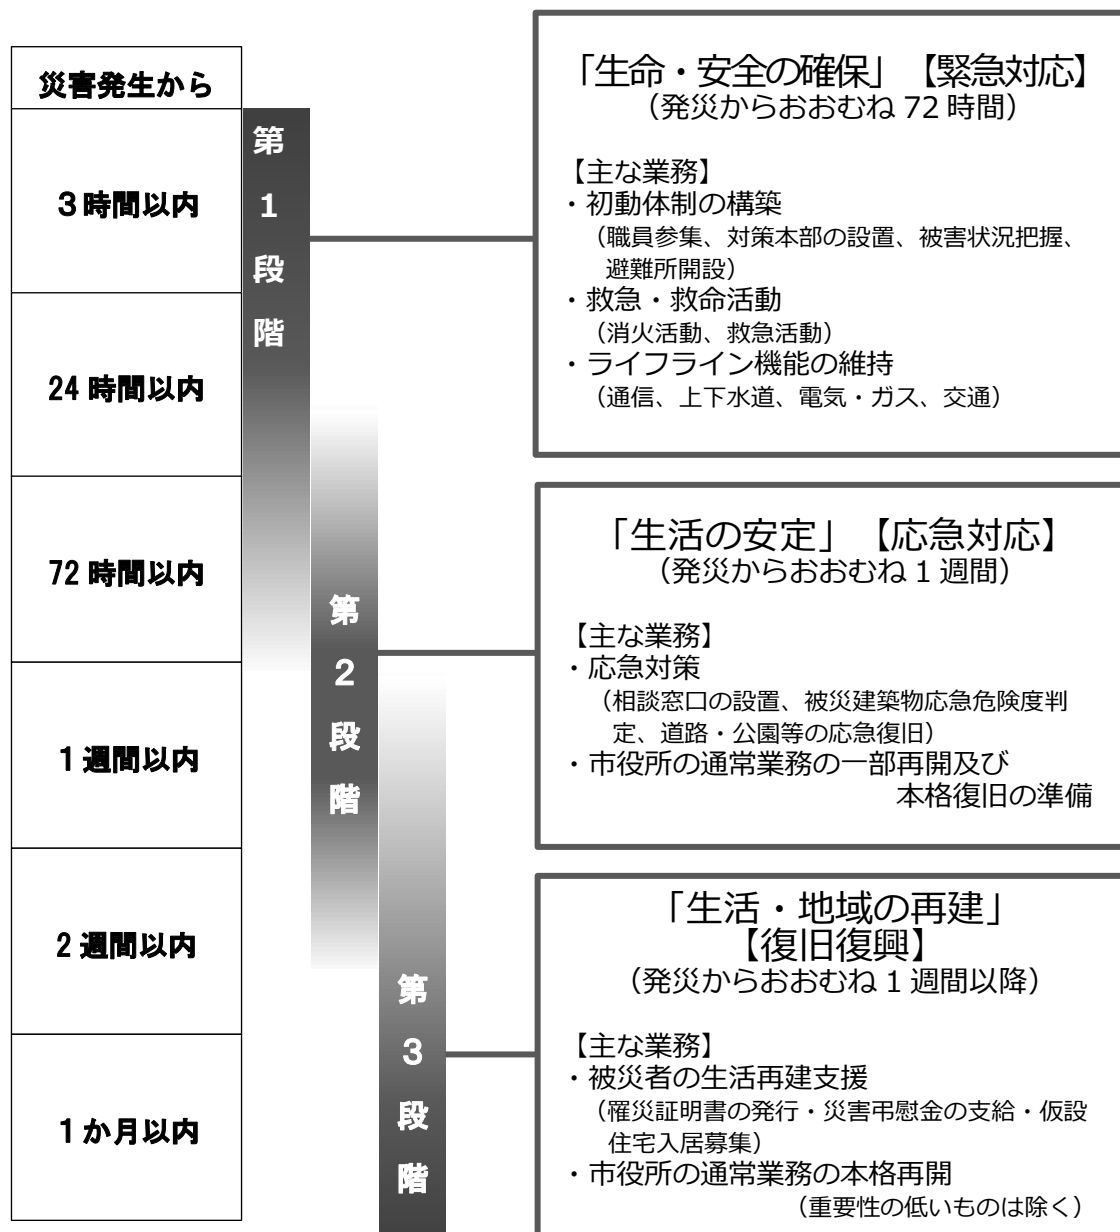 災害発生から
3時間以内
24時間以内
72時間以内
1週間以内
2週間以内
1か月以内
第1段階
第2段階
第3段階
「生命・安全の確保」【緊急対応】
（発災からおおむね 72 時間）
【主な業務】
・初動体制の構築
（職員参集、対策本部の設置、被害状況把握、
避難所開設）
・救急・救命活動
（消火活動、救急活動）
・ライフライン機能の維持
（通信、上下水道、電気・ガス、交通）
「生活の安定」【応急対応】
（発災からおおむね 1 週間）
【主な業務】
・応急対策
（相談窓口の設置、被災建築物応急危険度判
定、道路・公園等の応急復旧）
・市役所の通常業務の一部再開及び
本格復旧の準備
「生活・地域の再建」
【復旧復興】
（発災からおおむね 1 週間以降）
【主な業務】
・被災者の生活再建支援
（罹災証明書の発行・災害弔慰金の支給・仮設
住宅入居募集）
・市役所の通常業務の本格再開
（重要性の低いものは除く）